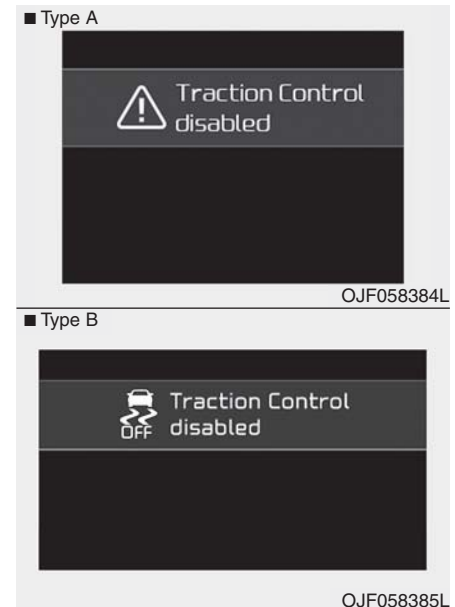 ■ Type A
Traction Control
disabled
OJF058384L
■ Type B
OFF
Traction Control
disabled
OJF058385L